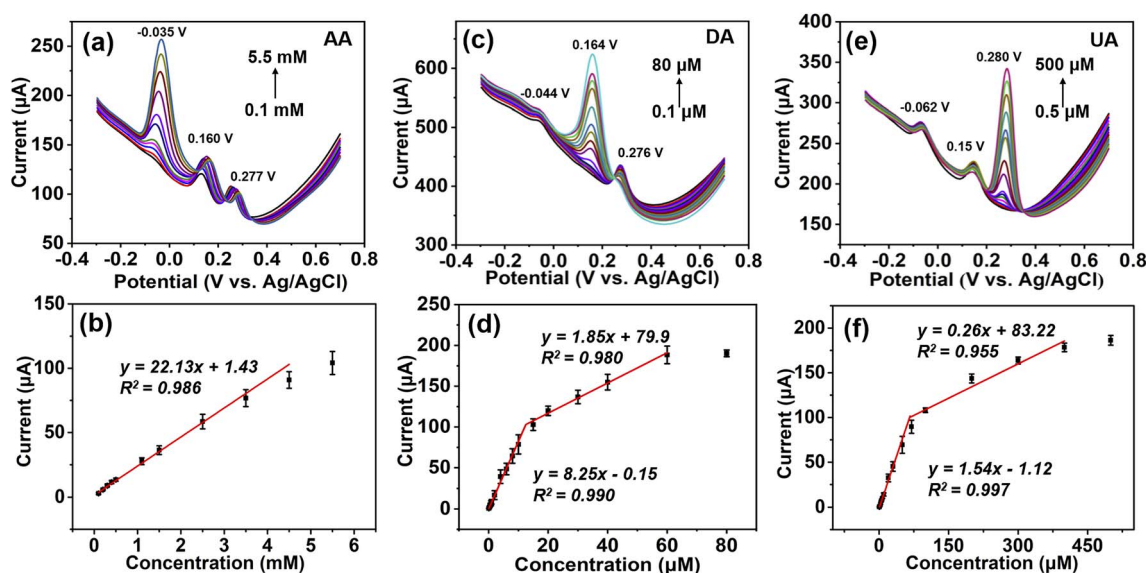 (a)
-0.035 V
AA
5.5 mM
0.1 mM
0.160 V
0.277 V
250
200
150
100
50
Current (µA)
-0.4 -0.2 0.0 0.2 0.4 0.6 0.8
Potential (V vs. Ag/AgCl)
(c)
0.164 V
DA
80 µM
0.1 µM
-0.044 V
0.276 V
600
500
400
300
Current (µA)
-0.4 -0.2 0.0 0.2 0.4 0.6 0.8
Potential (V vs. Ag/AgCl)
(e)
0.280 V
UA
500 µM
0.5 µM
-0.062 V
0.15 V
400
350
300
250
200
150
Current (µA)
-0.4 -0.2 0.0 0.2 0.4 0.6 0.8
Potential (V vs. Ag/AgCl)
(b)
y = 22.13x + 1.43
R² = 0.986
150
100
50
0
Current (µA)
0 1 2 3 4 5 6
Concentration (mM)
(d)
y = 1.85x + 79.9
R² = 0.980
y = 8.25x - 0.15
R² = 0.990
250
200
150
100
50
0
Current (µA)
0 20 40 60 80
Concentration (µM)
(f)
y = 0.26x + 83.22
R² = 0.955
y = 1.54x - 1.12
R² = 0.997
200
150
100
50
0
Current (µA)
0 150 300 450
Concentration (µM)